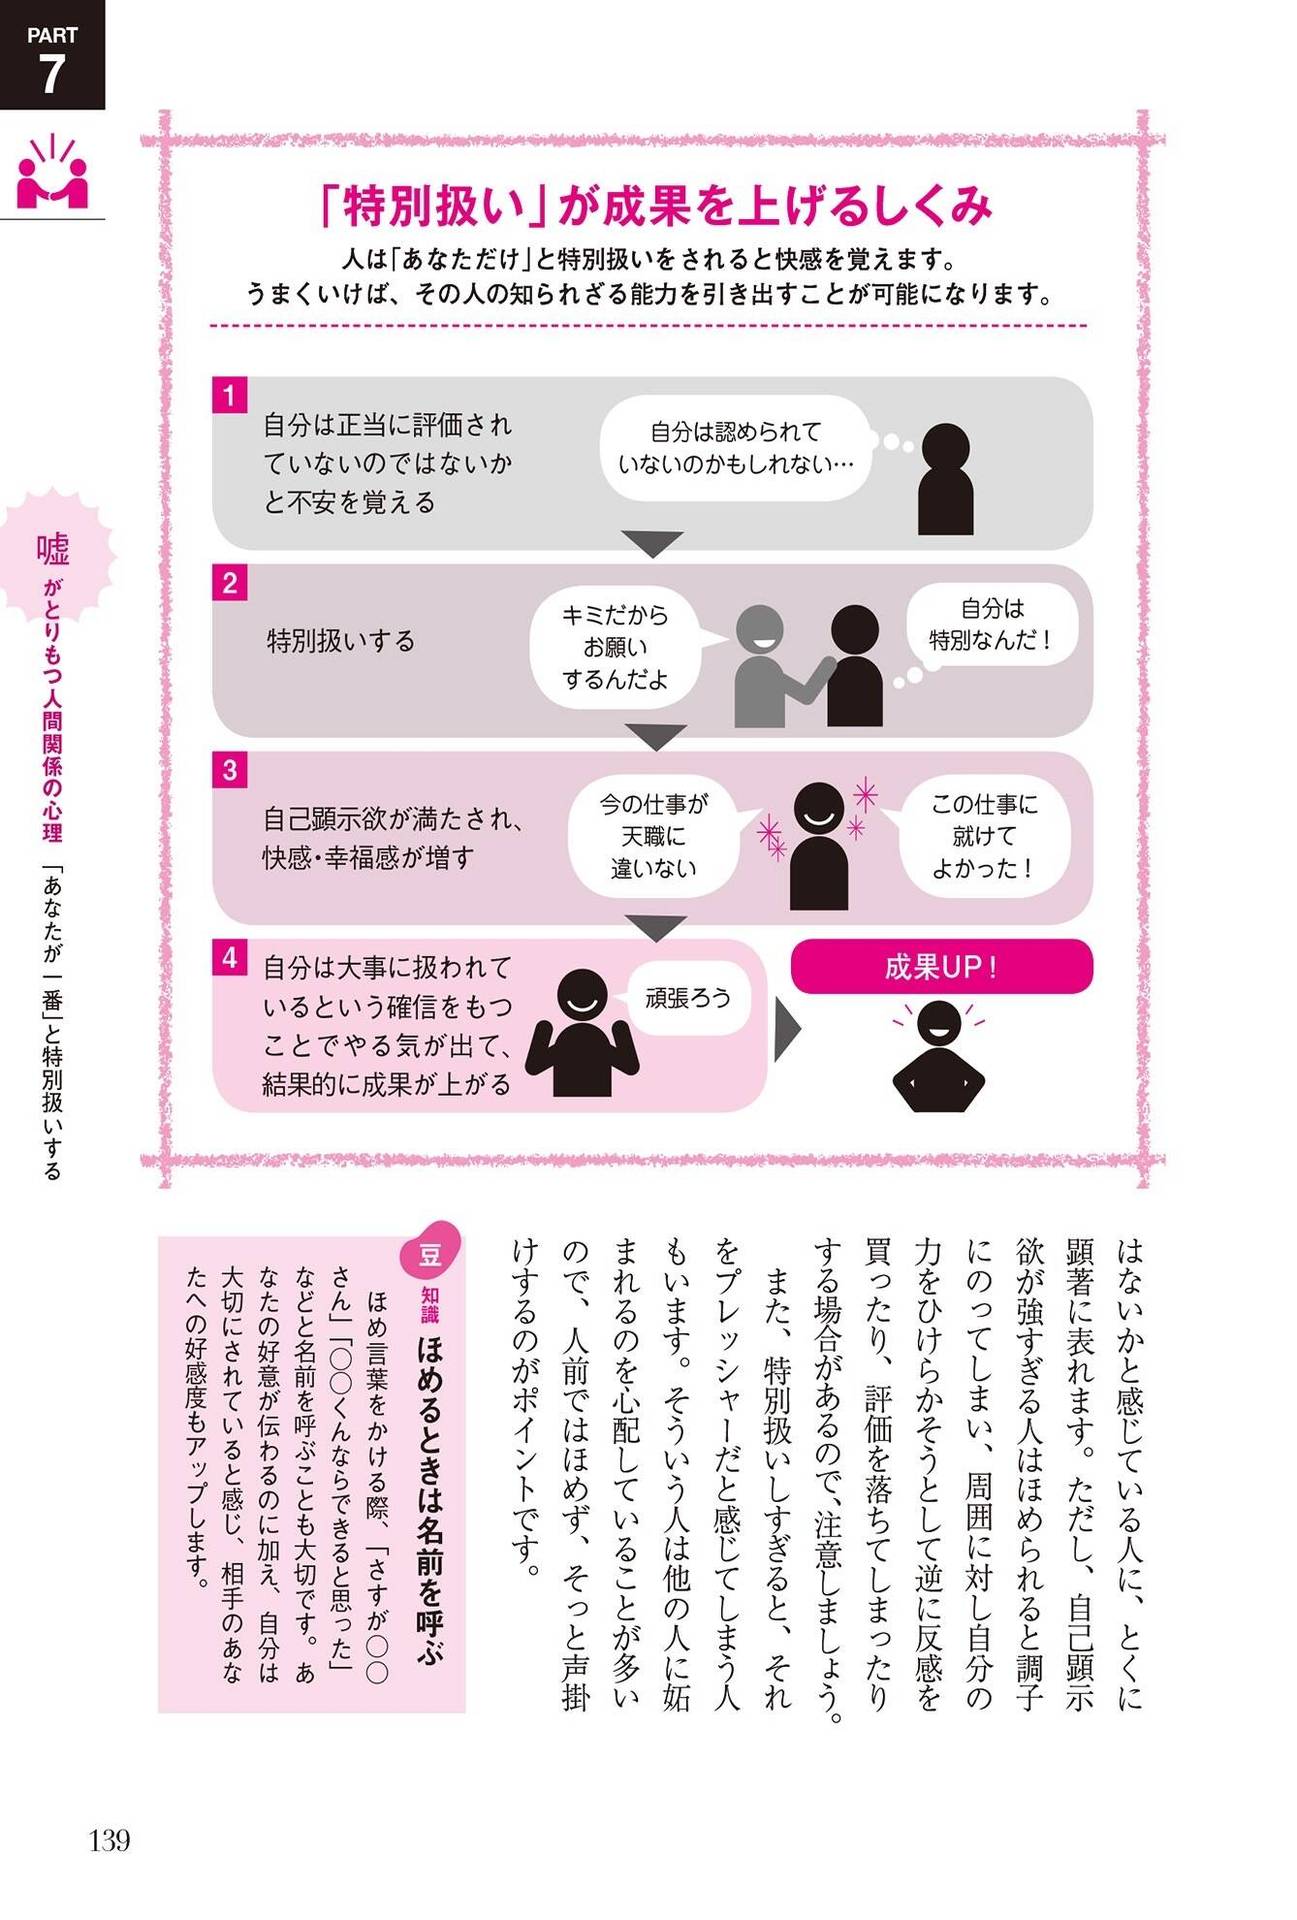 PART
7
「特別扱い」が成果を上げるしくみ
人は「あなただけ」と特別扱いをされると快感を覚えます。
うまくいけば、その人の知られざる能力を引き出すことが可能になります。
1
自分は正当に評価され
ていないのではないか
と不安を覚える
自分は認められて
いないのかもしれない…
2
特別扱いする
キミだから
お願い
するんだよ
自分は
特別なんだ！
3
自己顕示欲が満たされ、
快感・幸福感が増す
今の仕事が
天職に
違いない
この仕事に
就けて
よかった！
4
自分は大事に扱われて
いるという確信をもつ
ことでやる気が出て、
結果的に成果が上がる
頑張ろう
成果UP！
嘘がとりもつ人間関係の心理 「あなたが一番」と特別扱いする
はないかと感じている人に、とくに
顕著に表れます。ただし、自己顕示
欲が強すぎる人はほめられると調子
にのってしまい、周囲に対し自分の
力をひけらかそうとして逆に反感を
買ったり、評価を落ちてしまったり
する場合があるので、注意しましょう。
また、特別扱いしすぎると、それ
をプレッシャーだと感じてしまう人
もいます。そういう人は他の人に妬
まれるのを心配していることが多い
ので、人前ではほめず、そっと声掛
けするのがポイントです。
豆知識 ほめるときは名前を呼ぶ
ほめ言葉をかける際、「さすが〇〇
さん」「〇〇くんならできると思った」
などと名前を呼ぶことも大切です。あ
なたの好意が伝わるのに加え、自分は
大切にされていると感じ、相手のあな
たへの好感度もアップします。
139